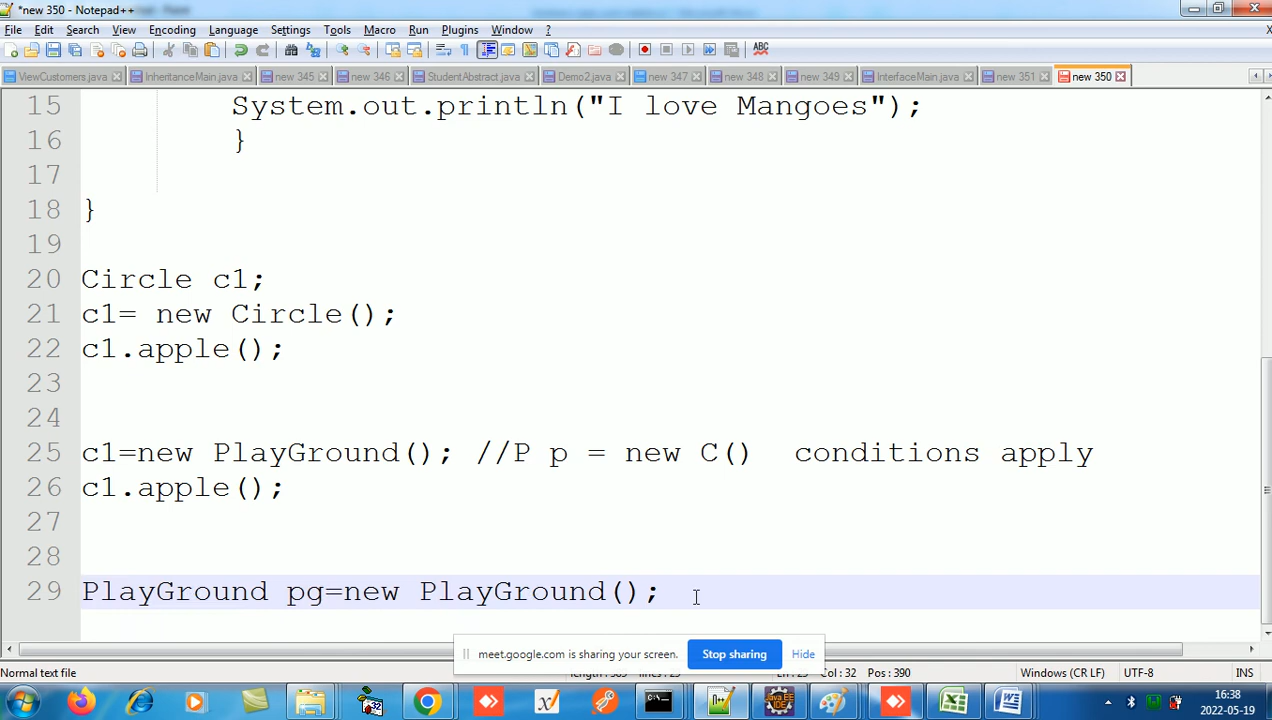 *new 350 - Notepad++
File Edit Search View Encoding Language Settings Tools Macro Run Plugins Window ? X
ViewCustomers.java InheritanceMain.java new 345 new 346 StudentAbstract.java Demo2.java new 347 new 348 new 349 InterfaceMain.java new 351 new 350
15 System.out.println("I love Mangoes");
16 }
17
18 }
19
20 Circle c1;
21 c1= new Circle();
22 c1.apple();
23
24
25 c1=new PlayGround(); //P p = new C()  conditions apply
26 c1.apple();
27
28
29 PlayGround pg=new PlayGround();
meet.google.com is sharing your screen. Stop sharing Hide
Normal text file Col : 32 Pos : 390 Windows (CR LF) UTF-8 INS
16:38
2022-05-19